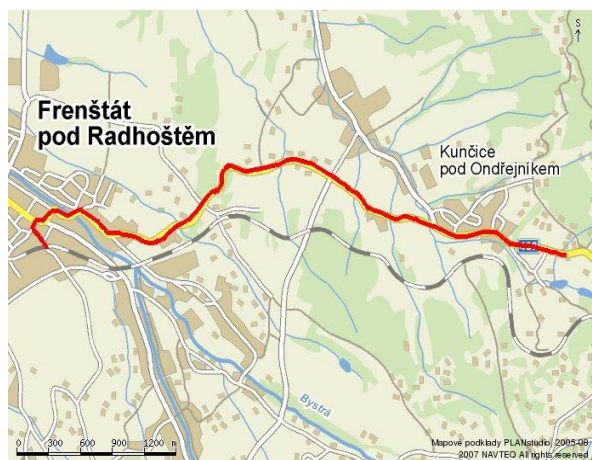 S
Frenštát
pod Radhoštěm
Kunčice
pod Ondřejníkem
Bystrá
0 300 600 900 1200 m
Mapové podklady PLANstudio, 2005-08
2007 NAVTEQ All rights reserved